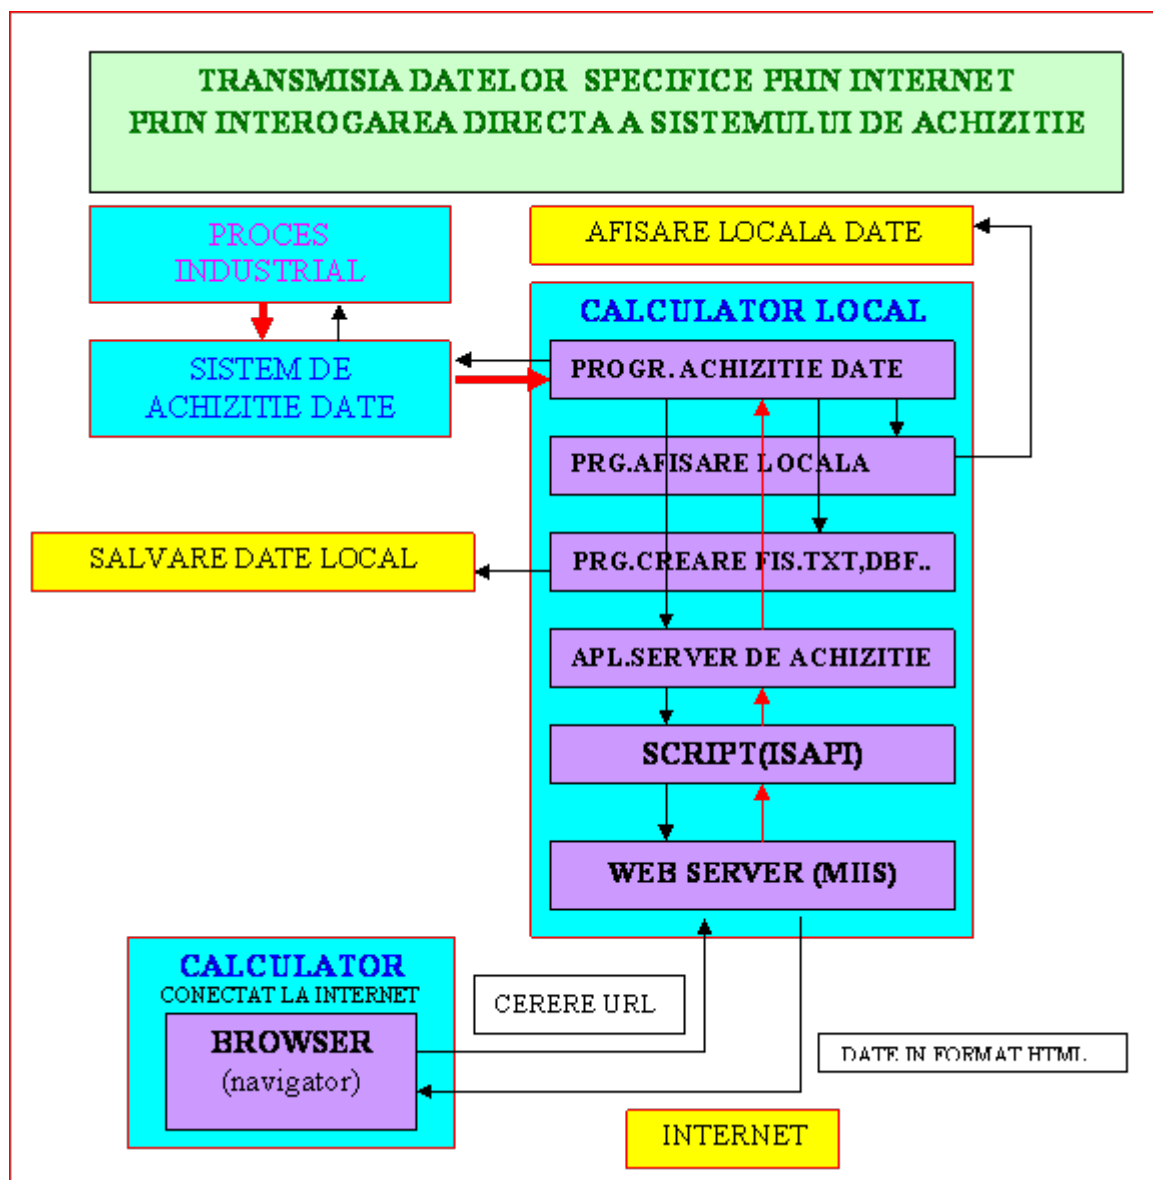 TRANSMISIA DATELOR SPECIFICE PRIN INTERNET
PRIN INTEROGAREA DIRECTA A SISTEMULUI DE ACHIZITIE
PROCES
INDUSTRIAL
AFISARE LOCALA DATE
CALCULATOR LOCAL
SISTEM DE
ACHIZITIE DATE
PROGR. ACHIZITIE DATE
PRG.AFISARE LOCALA
SALVARE DATE LOCAL
PRG.CREARE FIS.TXT,DBF..
APL.SERVER DE ACHIZITIE
SCRIPT(ISAPI)
WEB SERVER (MIIS)
CALCULATOR
CONECTAT LA INTERNET
BROWSER
(navigator)
CERERE URL
DATE IN FORMAT HTML
INTERNET